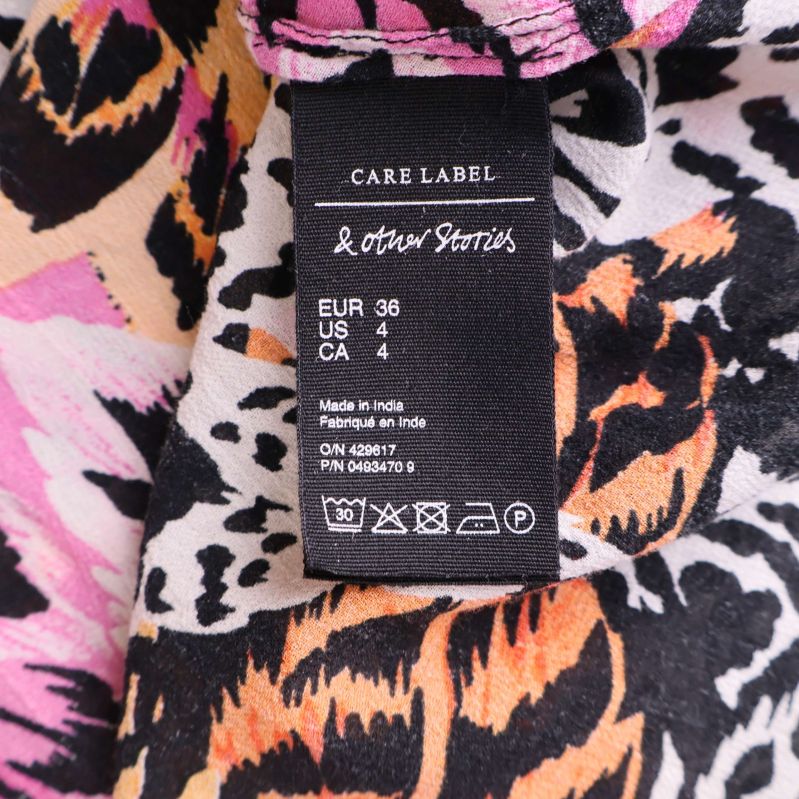 CARE LABEL
& other Stories
EUR 36
US 4
CA 4
Made in India
Fabriqué en Inde
O/N 429617
P/N 0493470 9
30 P